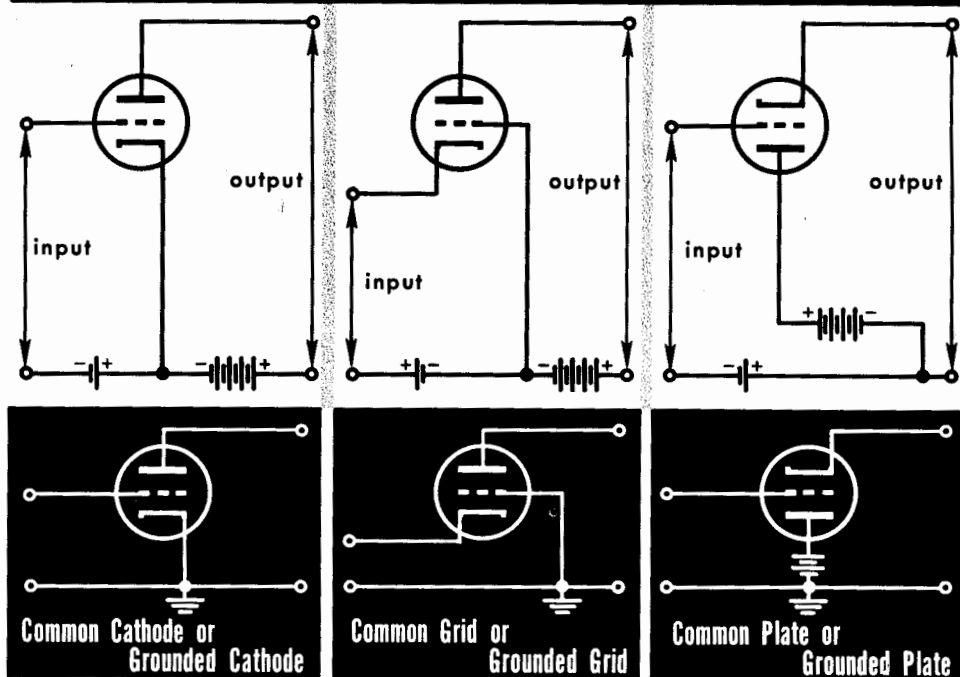 output
input
output
input
output
input
- +
- +
+ -
- +
+ -
- +
Common Cathode or
Grounded Cathode
Common Grid or
Grounded Grid
Common Plate or
Grounded Plate